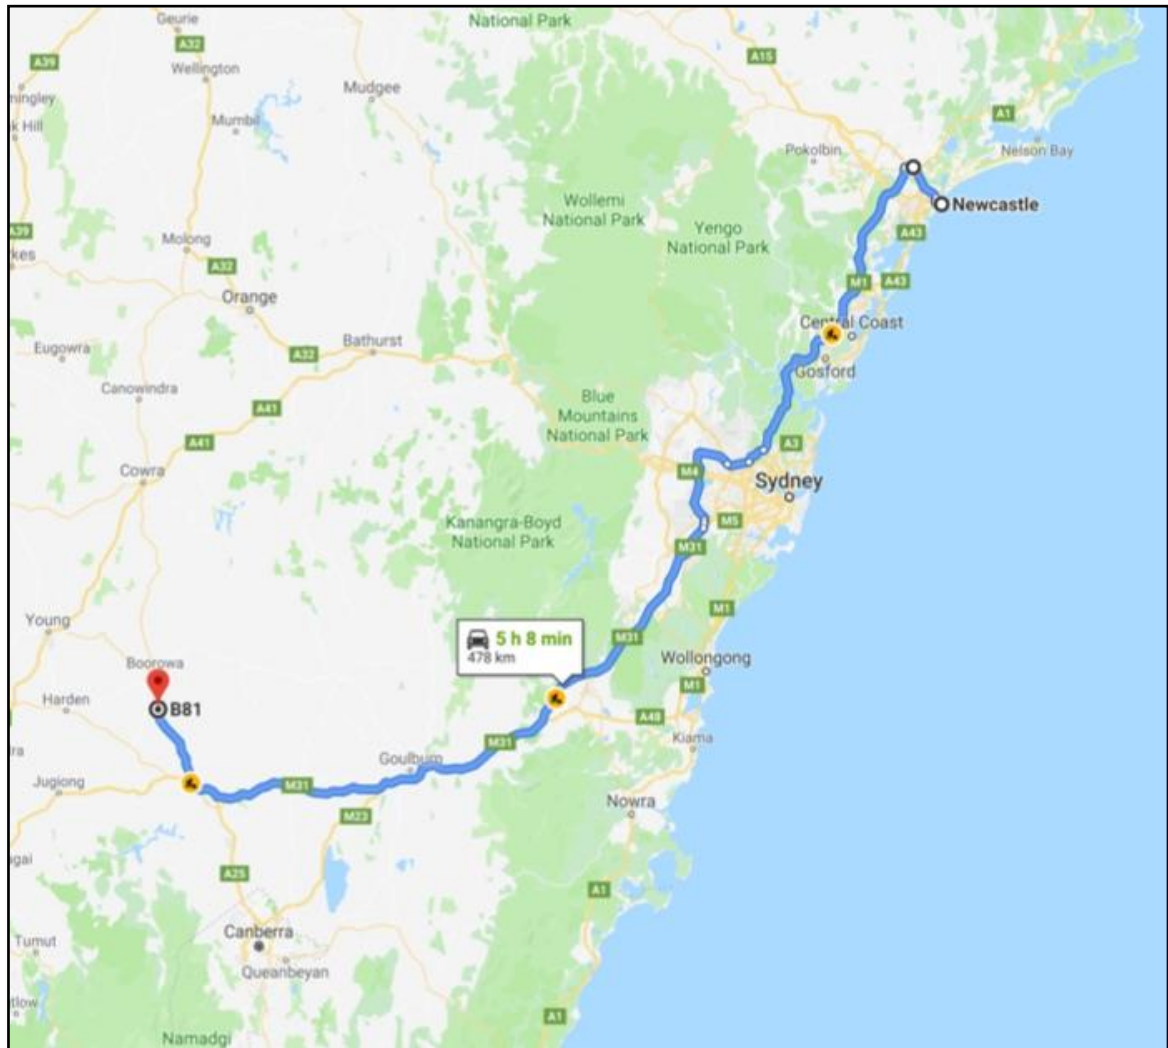 National Park
Geurie
A32
A39
Wellington
A15
Mudgee
ningley
A1
k Hill
Mumbil
Pokolbin
Nelson Bay
Wollemi
National Park
Newcastle
Yengo
National Park
A39
A43
Molong
kes
A32
M1
A43
Orange
Central Coast
Eugowra
Bathurst
A32
Gosford
Canowindra
Blue
Mountains
National Park
A41
A41
A3
Cowra
M4
Sydney
Kanangra-Boyd
National Park
M5
M31
M1
Young
5 h 8 min
478 km
M31
Boorowa
Wollongong
Harden
M1
B81
A48
Kiama
M31
ra
Goulburn
Jugiong
M31
Nowra
M23
gai
A25
A1
Canberra
Tumut
Queanbeyan
tlow
A1
Namadgi